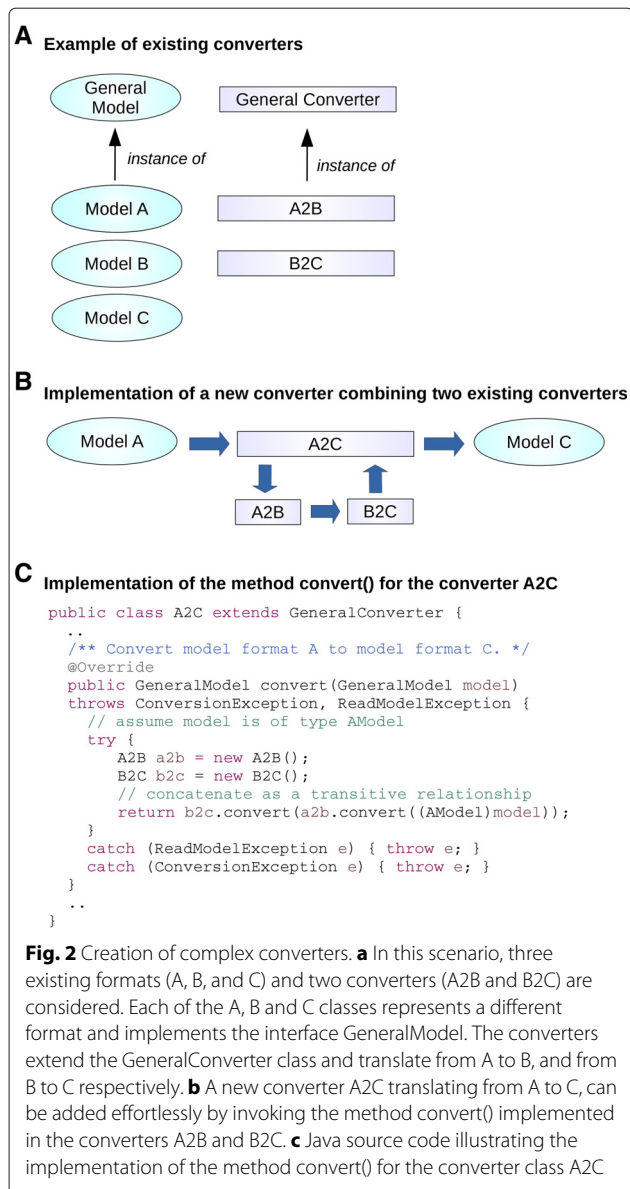 A Example of existing converters
General
Model
General Converter
instance of
instance of
Model A
A2B
Model B
B2C
Model C
B Implementation of a new converter combining two existing converters
Model A
A2C
Model C
A2B
B2C
C Implementation of the method convert() for the converter A2C
public class A2C extends GeneralConverter {
..
/** Convert model format A to model format C. */
@Override
public GeneralModel convert(GeneralModel model)
throws ConversionException, ReadModelException {
// assume model is of type AModel
try {
A2B a2b = new A2B();
B2C b2c = new B2C();
// concatenate as a transitive relationship
return b2c.convert(a2b.convert((AModel)model));
}
catch (ReadModelException e) { throw e; }
catch (ConversionException e) { throw e; }
}
..
}
Fig. 2 Creation of complex converters. a In this scenario, three
existing formats (A, B, and C) and two converters (A2B and B2C) are
considered. Each of the A, B and C classes represents a different
format and implements the interface GeneralModel. The converters
extend the GeneralConverter class and translate from A to B, and from
B to C respectively. b A new converter A2C translating from A to C, can
be added effortlessly by invoking the method convert() implemented
in the converters A2B and B2C. c Java source code illustrating the
implementation of the method convert() for the converter class A2C